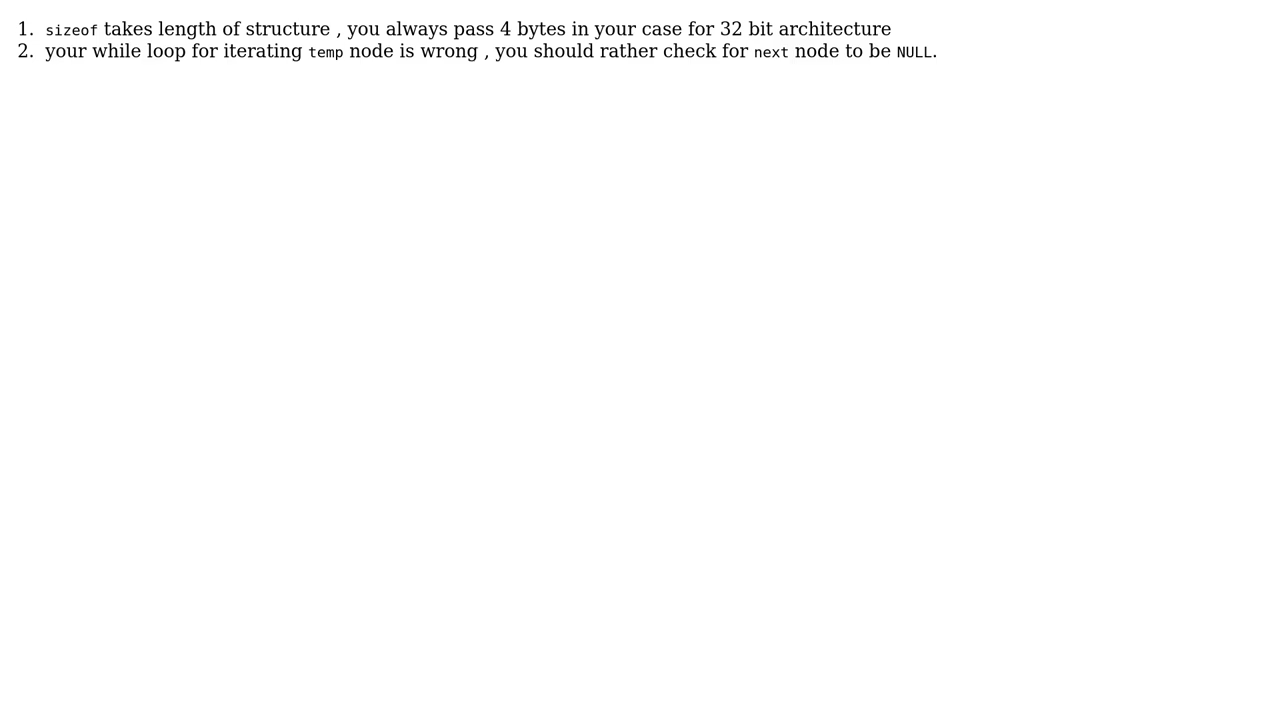 1. sizeof takes length of structure , you always pass 4 bytes in your case for 32 bit architecture
2. your while loop for iterating temp node is wrong , you should rather check for next node to be NULL.